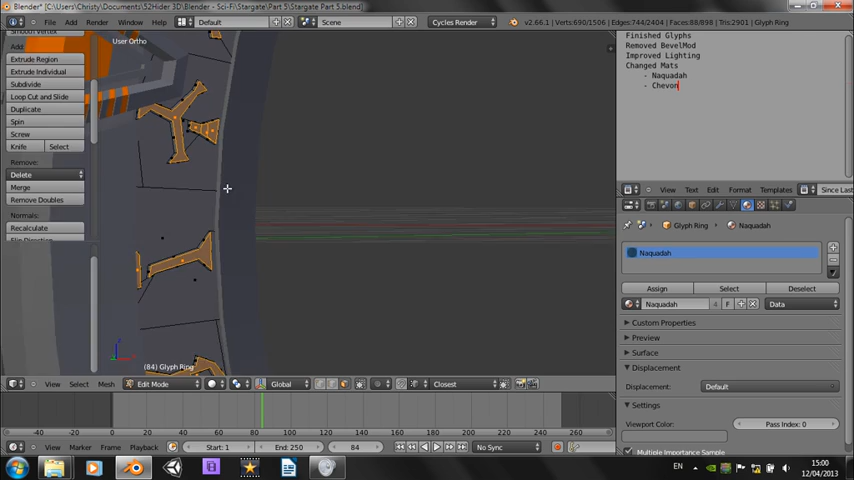 Blender* [C:\Users\Christy\Documents\52Hider 3D\Blender - Sci-Fi\Stargate\Part 5\Stargate Part 5.blend]
File Add Render Window Help Default Scene Cycles Render v2.66.1 | Verts:690/1506 | Edges:744/2404 | Faces:88/898 | Tris:2901 | Glyph Ring
Smooth Vertex
Add:
Extrude Region
Extrude Individual
Subdivide
Loop Cut and Slide
Duplicate
Spin
Screw
Knife Select
Remove:
Delete
Merge
Remove Doubles
Normals:
Recalculate
Flip Direction
User Ortho
(84) Glyph Ring
View Select Mesh Edit Mode Global Closest
Finished Glyphs
Removed BevelMod
Improved Lighting
Changed Mats
- Naquadah
- Chevon
View Text Edit Format Templates Since Last
Glyph Ring Naquadah
Naquadah
Assign Select Deselect
Naquadah 4 F Data
Custom Properties
Preview
Surface
Displacement
Displacement: Default
Settings
Viewport Color: Pass Index: 0
Multiple Importance Sample
-40 -20 0 20 40 60 80 100 120 140 160 180 200 220 240 260
View Marker Frame Playback Start: 1 End: 250 84 No Sync
EN 15:00
12/04/2013